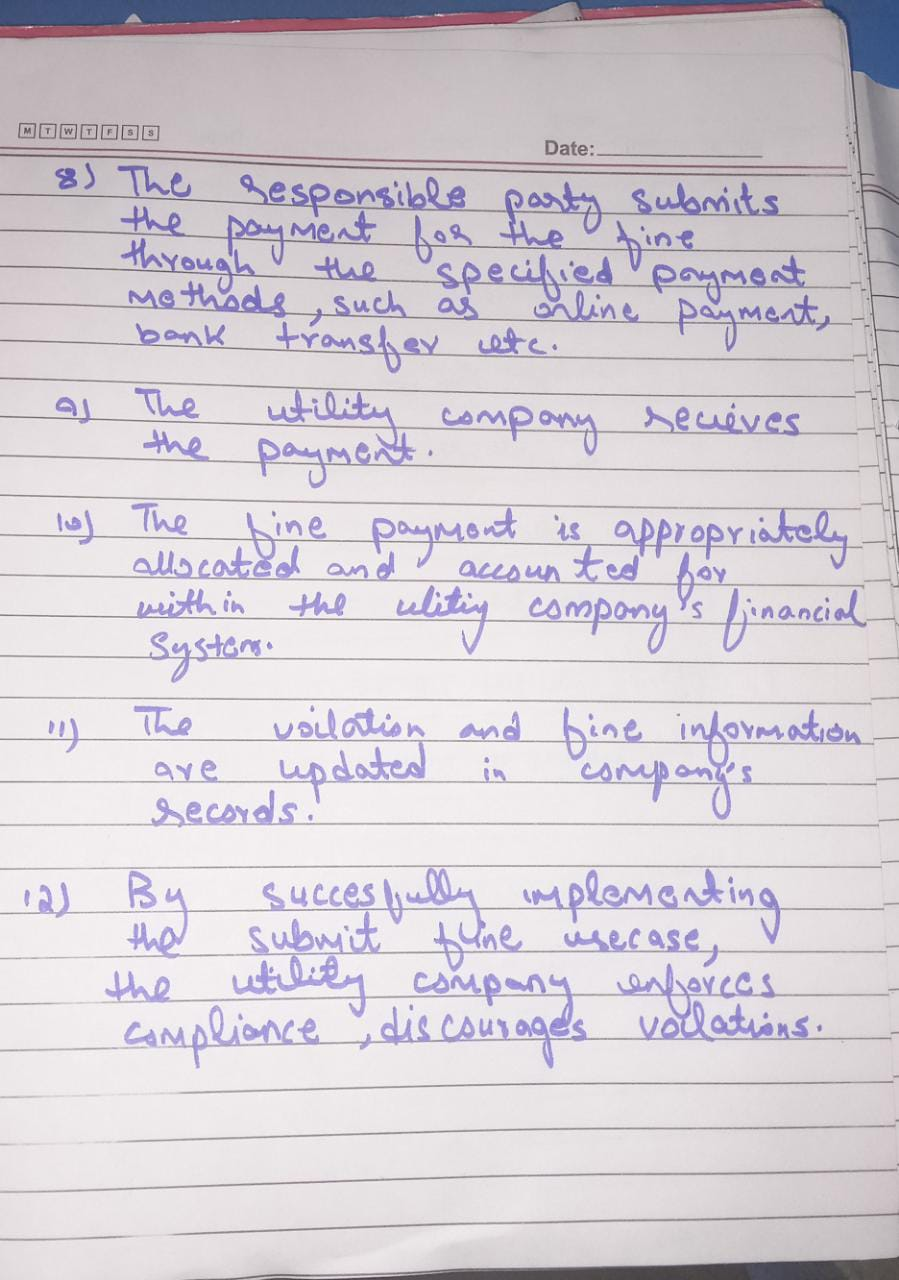 M T W T F S S
Date:
8) The responsible party submits
the payment for the fine
through the specified payment
methods, such as online payment,
bank transfer etc.
9) The utility company recieves
the payment.
10) The fine payment is appropriately
allocated and accounted for
within the ulitiy company's financial
System.
11) The voilation and fine information
are updated in company's
records.
12) By succesfully implementing
the submit fine usecase,
the utility company enforces
compliance, discourages voilations.